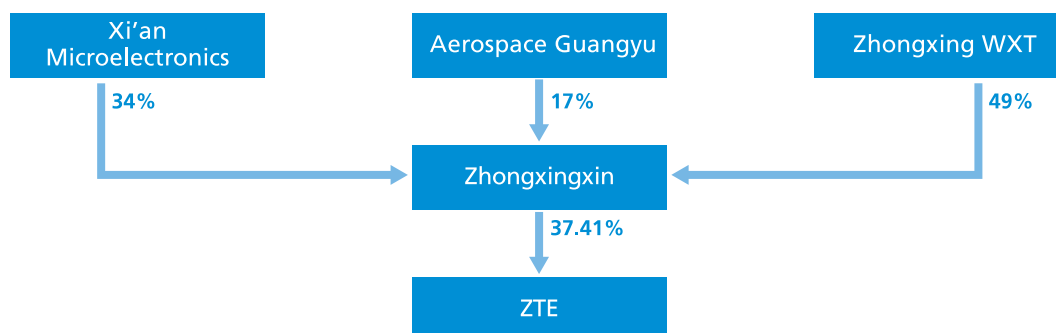 Xi’an
Microelectronics
Aerospace Guangyu
Zhongxing WXT
34%
17%
49%
Zhongxingxin
37.41%
ZTE